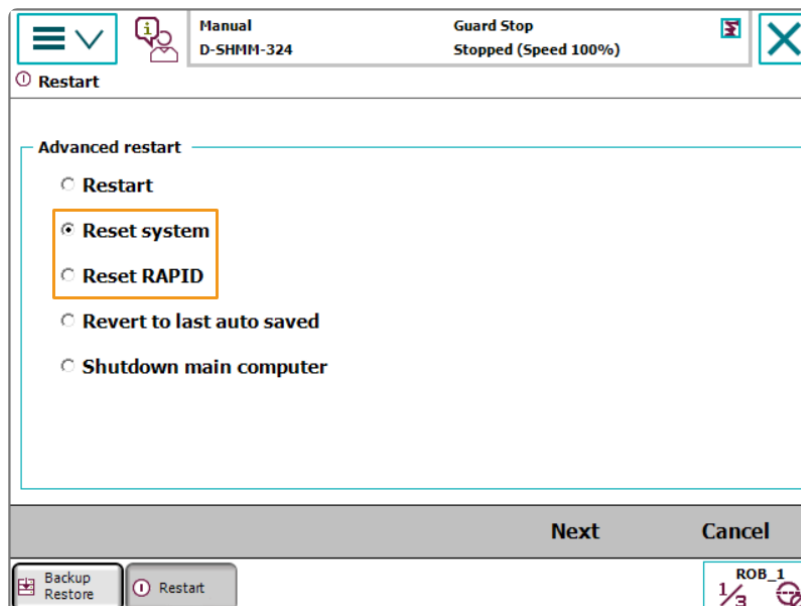 Manual
D-SHMM-324
Guard Stop
Stopped (Speed 100%)
Restart
Advanced restart
Restart
Reset system
Reset RAPID
Revert to last auto saved
Shutdown main computer
Next
Cancel
Backup
Restore
Restart
ROB_1
1/3